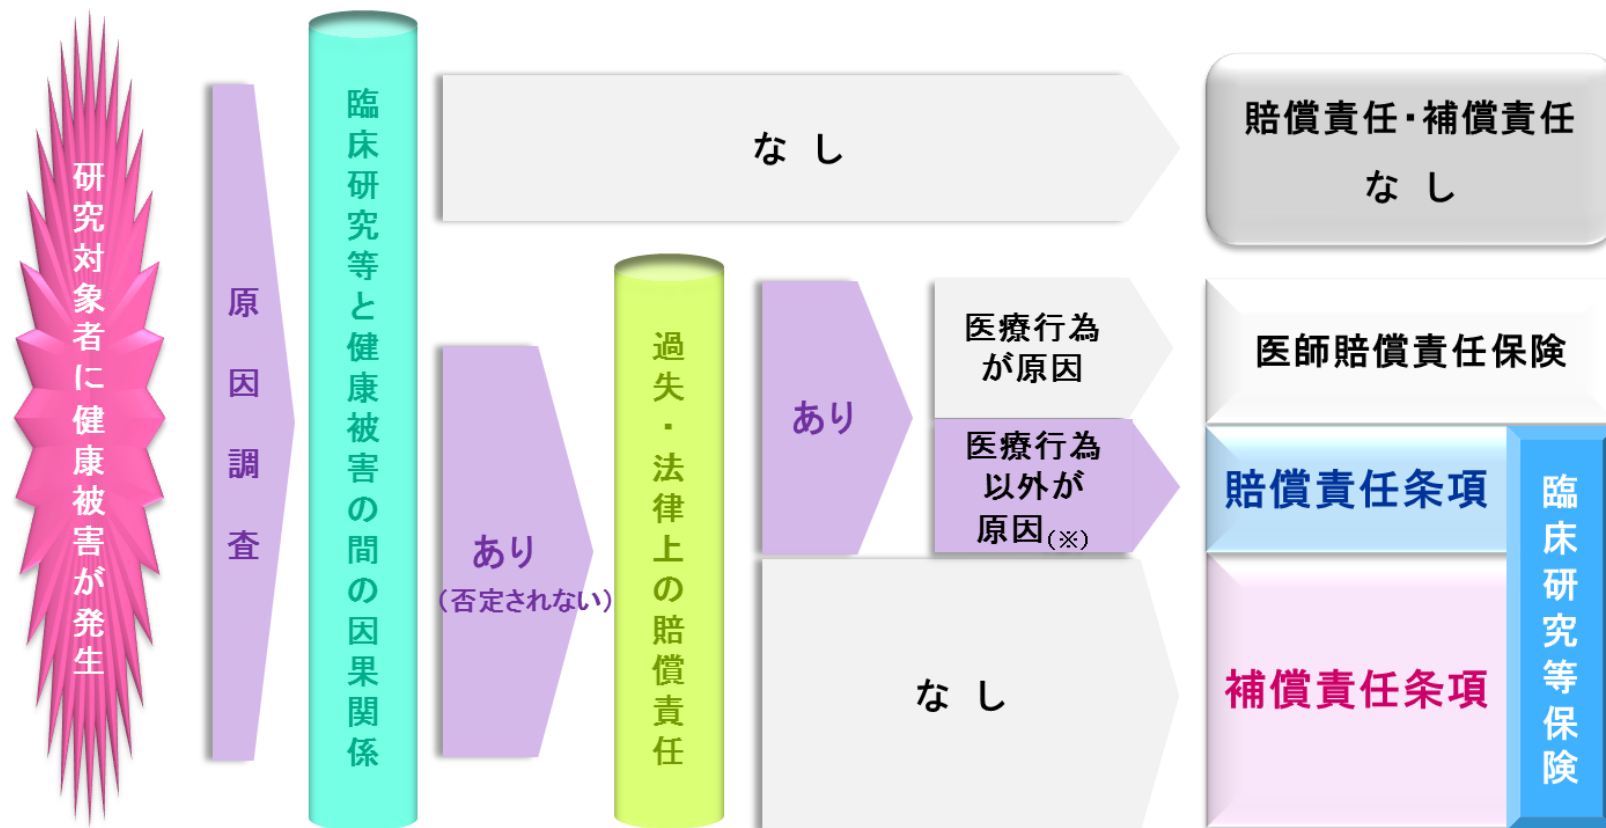 研究対象者に健康被害が発生
原因調査
臨床研究等と健康被害の間の因果関係
なし
賠償責任・補償責任
なし
あり
（否定されない）
過失・法律上の賠償責任
あり
医療行為
が原因
医師賠償責任保険
医療行為
以外が
原因(※)
賠償責任条項
なし
補償責任条項
臨床研究等保険